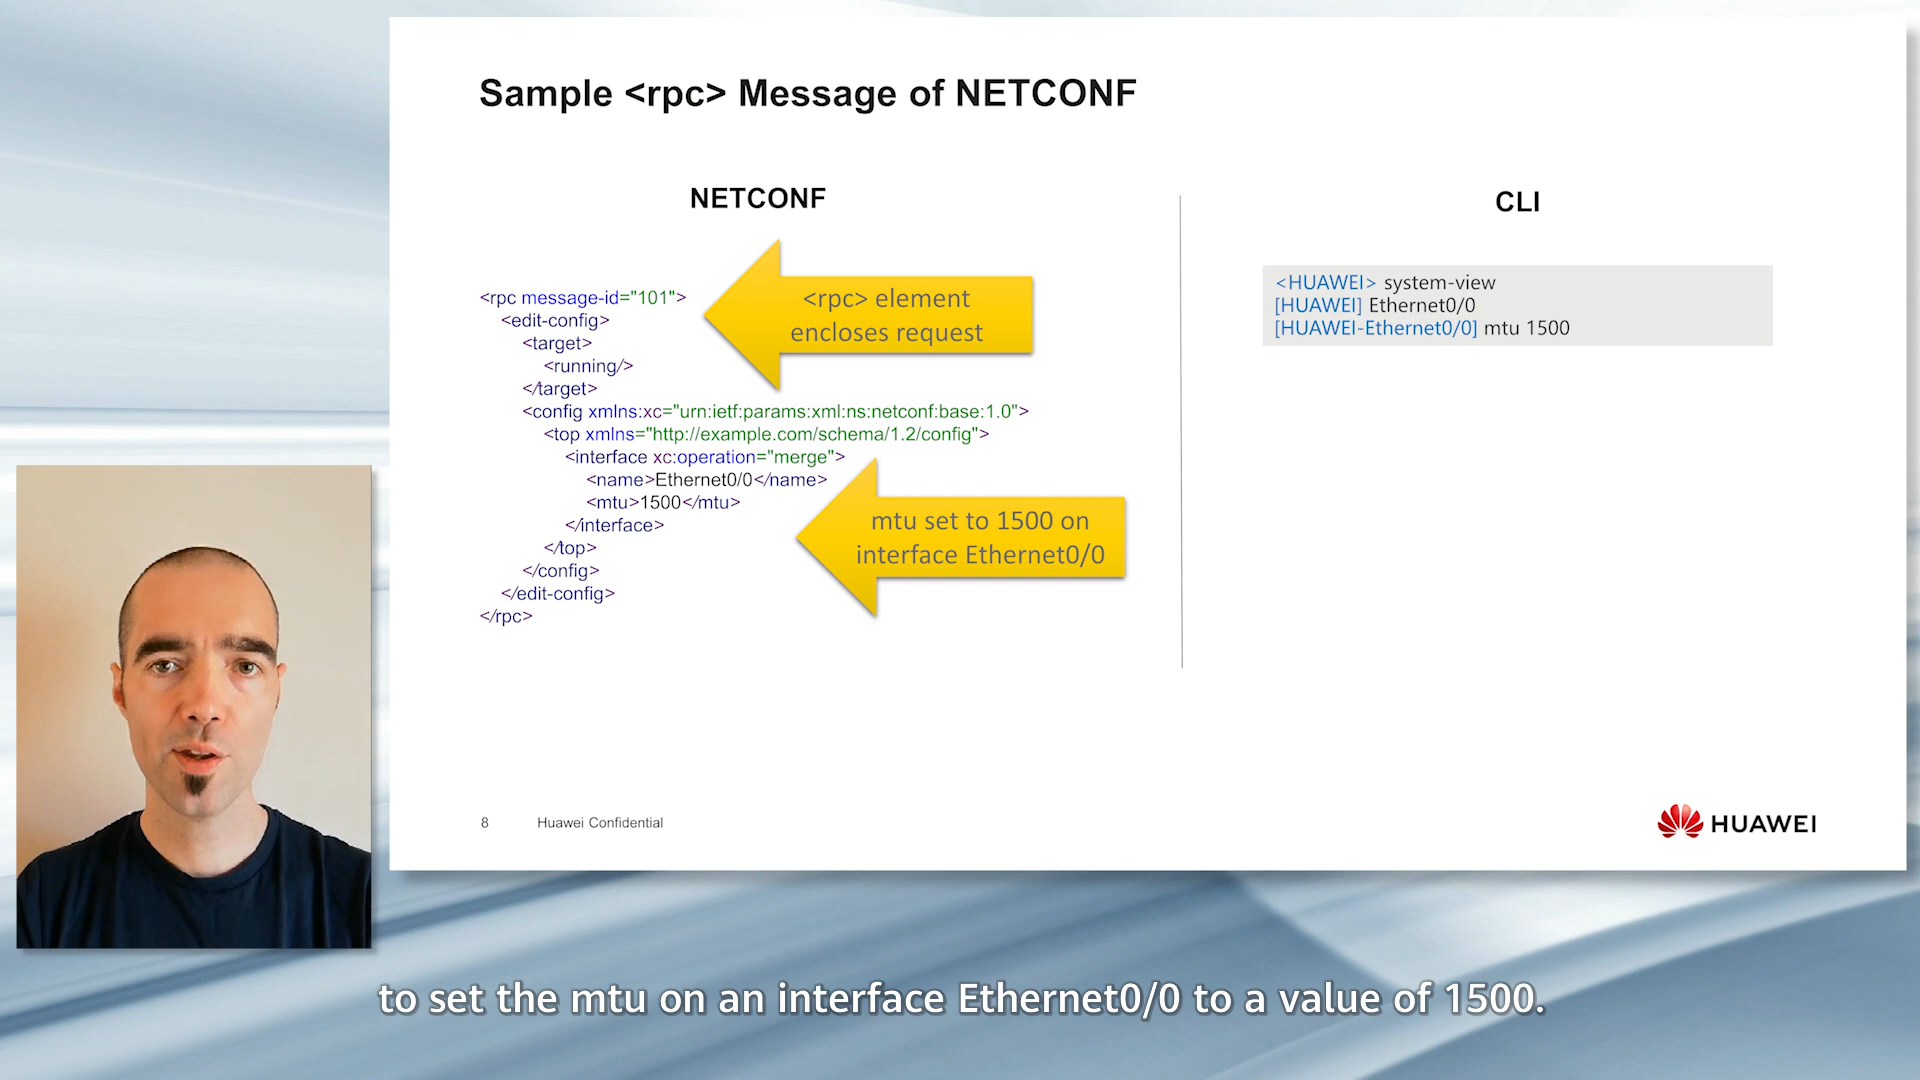 Sample <rpc> Message of NETCONF
NETCONF
<rpc message-id="101">
<edit-config>
<target>
<running/>
</target>
<config xmlns:xc="urn:ietf:params:xml:ns:netconf:base:1.0">
<top xmlns="http://example.com/schema/1.2/config">
<interface xc:operation="merge">
<name>Ethernet0/0</name>
<mtu>1500</mtu>
</interface>
</top>
</config>
</edit-config>
</rpc>
<rpc> element
encloses request
mtu set to 1500 on
interface Ethernet0/0
CLI
<HUAWEI> system-view
[HUAWEI] Ethernet0/0
[HUAWEI-Ethernet0/0] mtu 1500
8 Huawei Confidential
HUAWEI
to set the mtu on an interface Ethernet0/0 to a value of 1500.